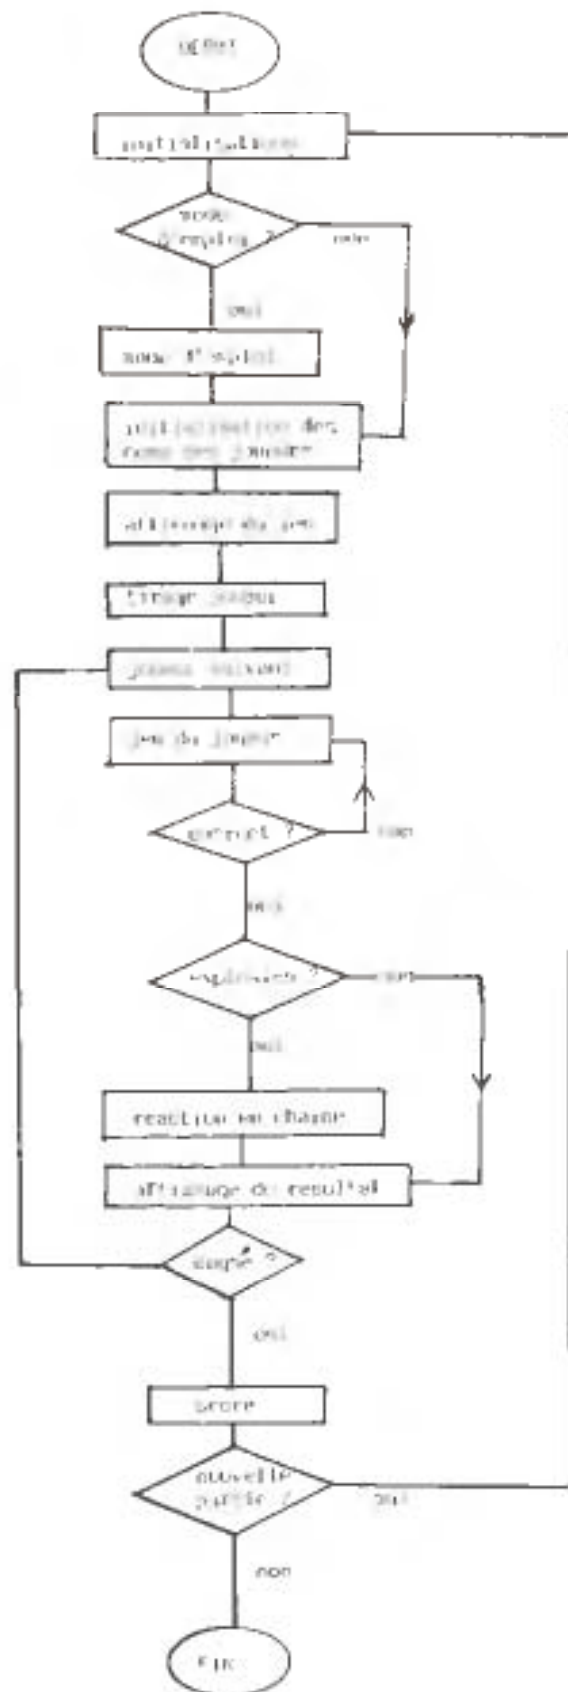 DEBUT
initialisations
mode
d'emploi ?
non
oui
mode d'emploi
initialisation des
noms des joueurs
affichage du jeu
tirage joueur
joueur suivant
jeu du joueur
correct ?
non
oui
explosion ?
non
oui
reaction en chaine
affichage du resultat
gagné ?
oui
score
nouvelle
partie ?
oui
non
FIN